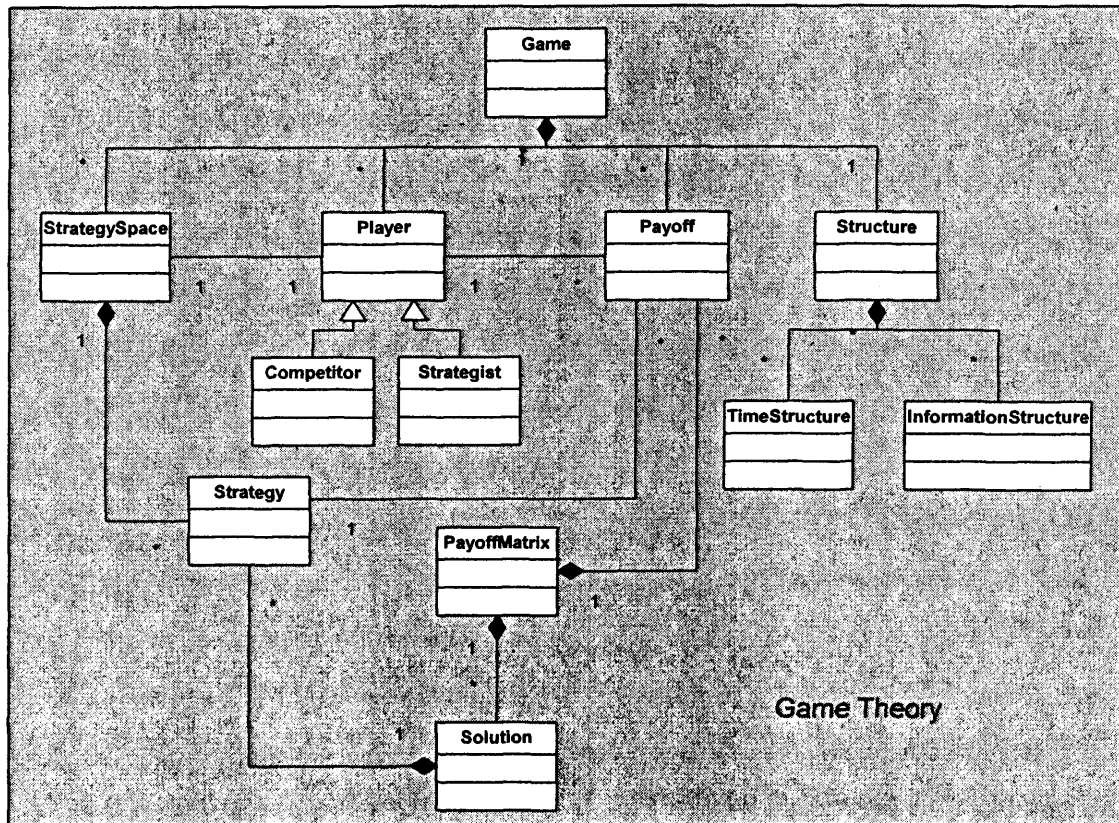 Game
*
*
1
*
1
StrategySpace
Player
Payoff
Structure
1
1
1
*
1
*
*
*
*
*
Competitor
Strategist
TimeStructure
InformationStructure
Strategy
1
*
PayoffMatrix
*
1
1
*
Game Theory
1
Solution